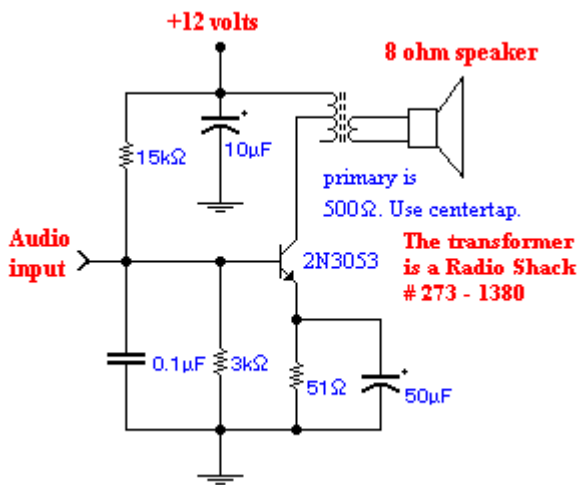 +12 volts
8 ohm speaker
15kΩ
10µF
+
primary is
500Ω. Use centertap.
Audio
input
2N3053
The transformer
is a Radio Shack
# 273 - 1380
0.1µF
3kΩ
51Ω
+
50µF